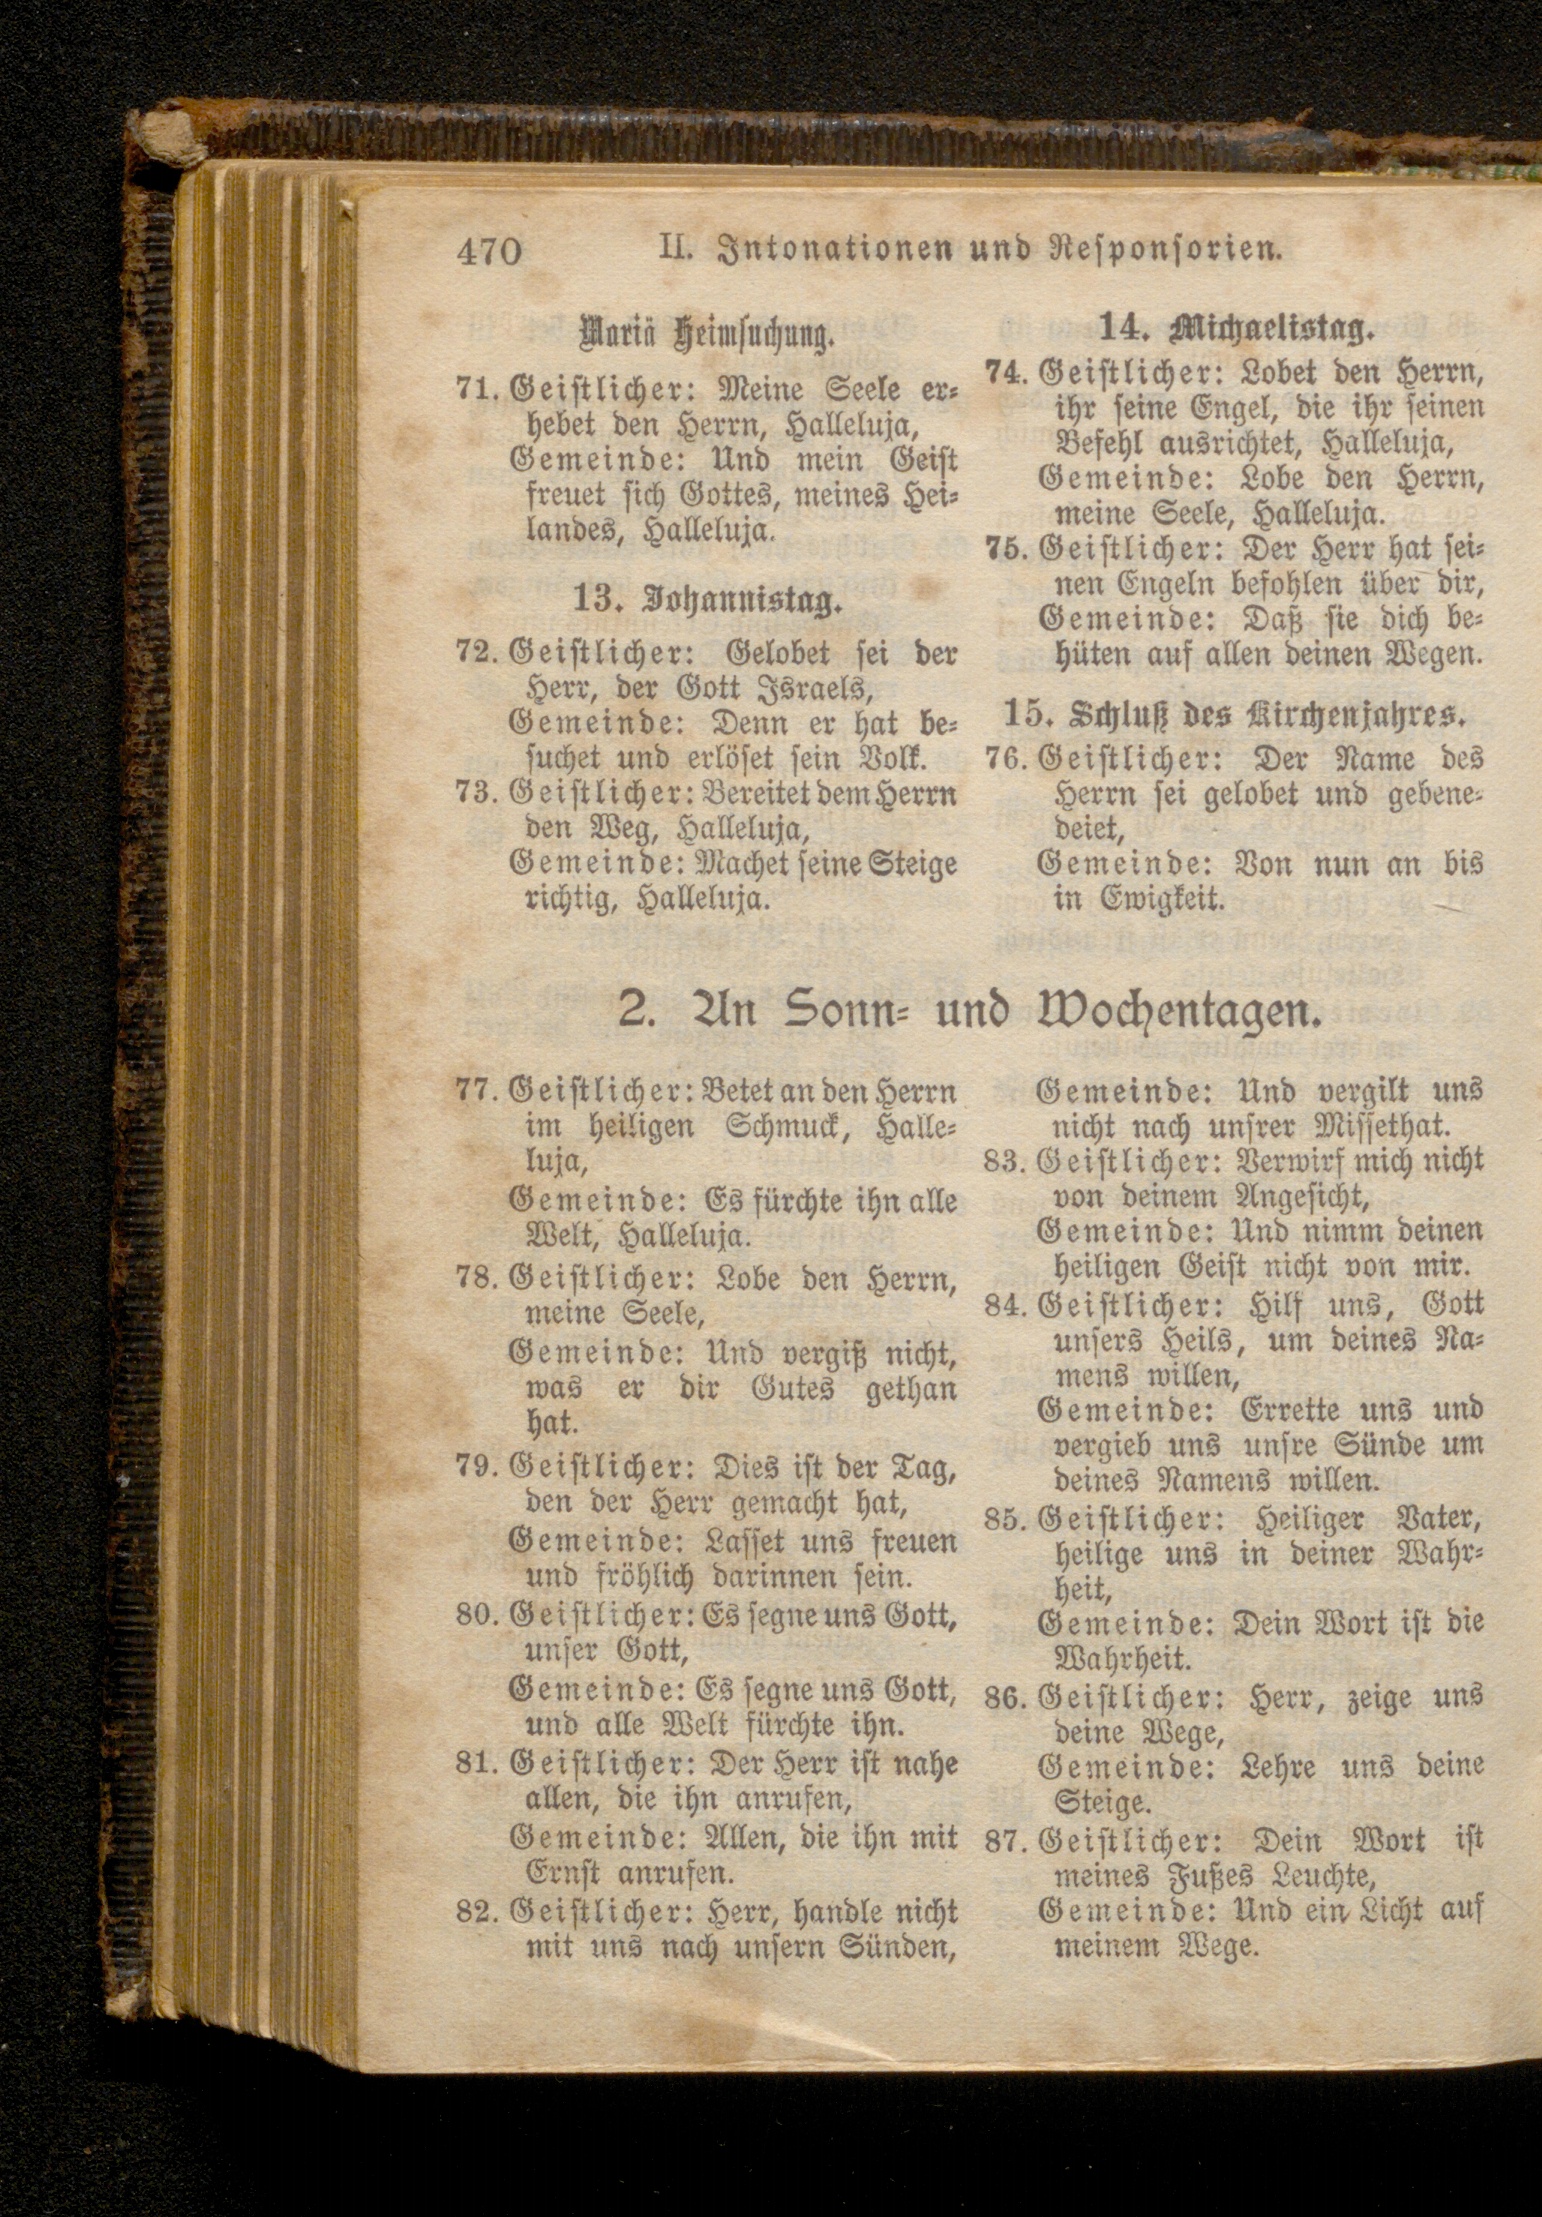 470
II. Intonationen und Reſponſorien.
Mariä Heimſuchung.
71. Geiſtlicher: Meine Seele er⸗
hebet den Herrn, Halleluja,
Gemeinde: Und mein Geiſt
freuet ſich Gottes, meines Hei⸗
landes, Halleluja.
13. Johannistag.
72. Geiſtlicher: Gelobet ſei der
Herr, der Gott Israels,
Gemeinde: Denn er hat be⸗
ſuchet und erlöſet ſein Volk.
73. Geiſtlicher: Bereitet dem Herrn
den Weg, Halleluja,
Gemeinde: Machet ſeine Steige
richtig, Halleluja.
14. Michaelistag.
74. Geiſtlicher: Lobet den Herrn,
ihr ſeine Engel, die ihr ſeinen
Befehl ausrichtet, Halleluja,
Gemeinde: Lobe den Herrn,
meine Seele, Halleluja.
75. Geiſtlicher: Der Herr hat ſei⸗
nen Engeln befohlen über dir,
Gemeinde: Daß ſie dich be⸗
hüten auf allen deinen Wegen.
15. Schluß des Kirchenjahres.
76. Geiſtlicher: Der Name des
Herrn ſei gelobet und gebene⸗
deiet,
Gemeinde: Von nun an bis
in Ewigkeit.
2. An Sonn⸗ und Wochentagen.
77. Geiſtlicher: Betet an den Herrn
im heiligen Schmuck, Halle⸗
luja,
Gemeinde: Es fürchte ihn alle
Welt, Halleluja.
78. Geiſtlicher: Lobe den Herrn,
meine Seele,
Gemeinde: Und vergiß nicht,
was er dir Gutes gethan
hat.
79. Geiſtlicher: Dies iſt der Tag,
den der Herr gemacht hat,
Gemeinde: Laſſet uns freuen
und fröhlich darinnen ſein.
80. Geiſtlicher: Es ſegne uns Gott,
unſer Gott,
Gemeinde: Es ſegne uns Gott,
und alle Welt fürchte ihn.
81. Geiſtlicher: Der Herr iſt nahe
allen, die ihn anrufen,
Gemeinde: Allen, die ihn mit
Ernſt anrufen.
82. Geiſtlicher: Herr, handle nicht
mit uns nach unſern Sünden,
Gemeinde: Und vergilt uns
nicht nach unſrer Miſſethat.
83. Geiſtlicher: Verwirf mich nicht
von deinem Angeſicht,
Gemeinde: Und nimm deinen
heiligen Geiſt nicht von mir.
84. Geiſtlicher: Hilf uns, Gott
unſers Heils, um deines Na⸗
mens willen,
Gemeinde: Errette uns und
vergieb uns unſre Sünde um
deines Namens willen.
85. Geiſtlicher: Heiliger Vater,
heilige uns in deiner Wahr⸗
heit,
Gemeinde: Dein Wort iſt die
Wahrheit.
86. Geiſtlicher: Herr, zeige uns
deine Wege,
Gemeinde: Lehre uns deine
Steige.
87. Geiſtlicher: Dein Wort iſt
meines Fußes Leuchte,
Gemeinde: Und ein Licht auf
meinem Wege.